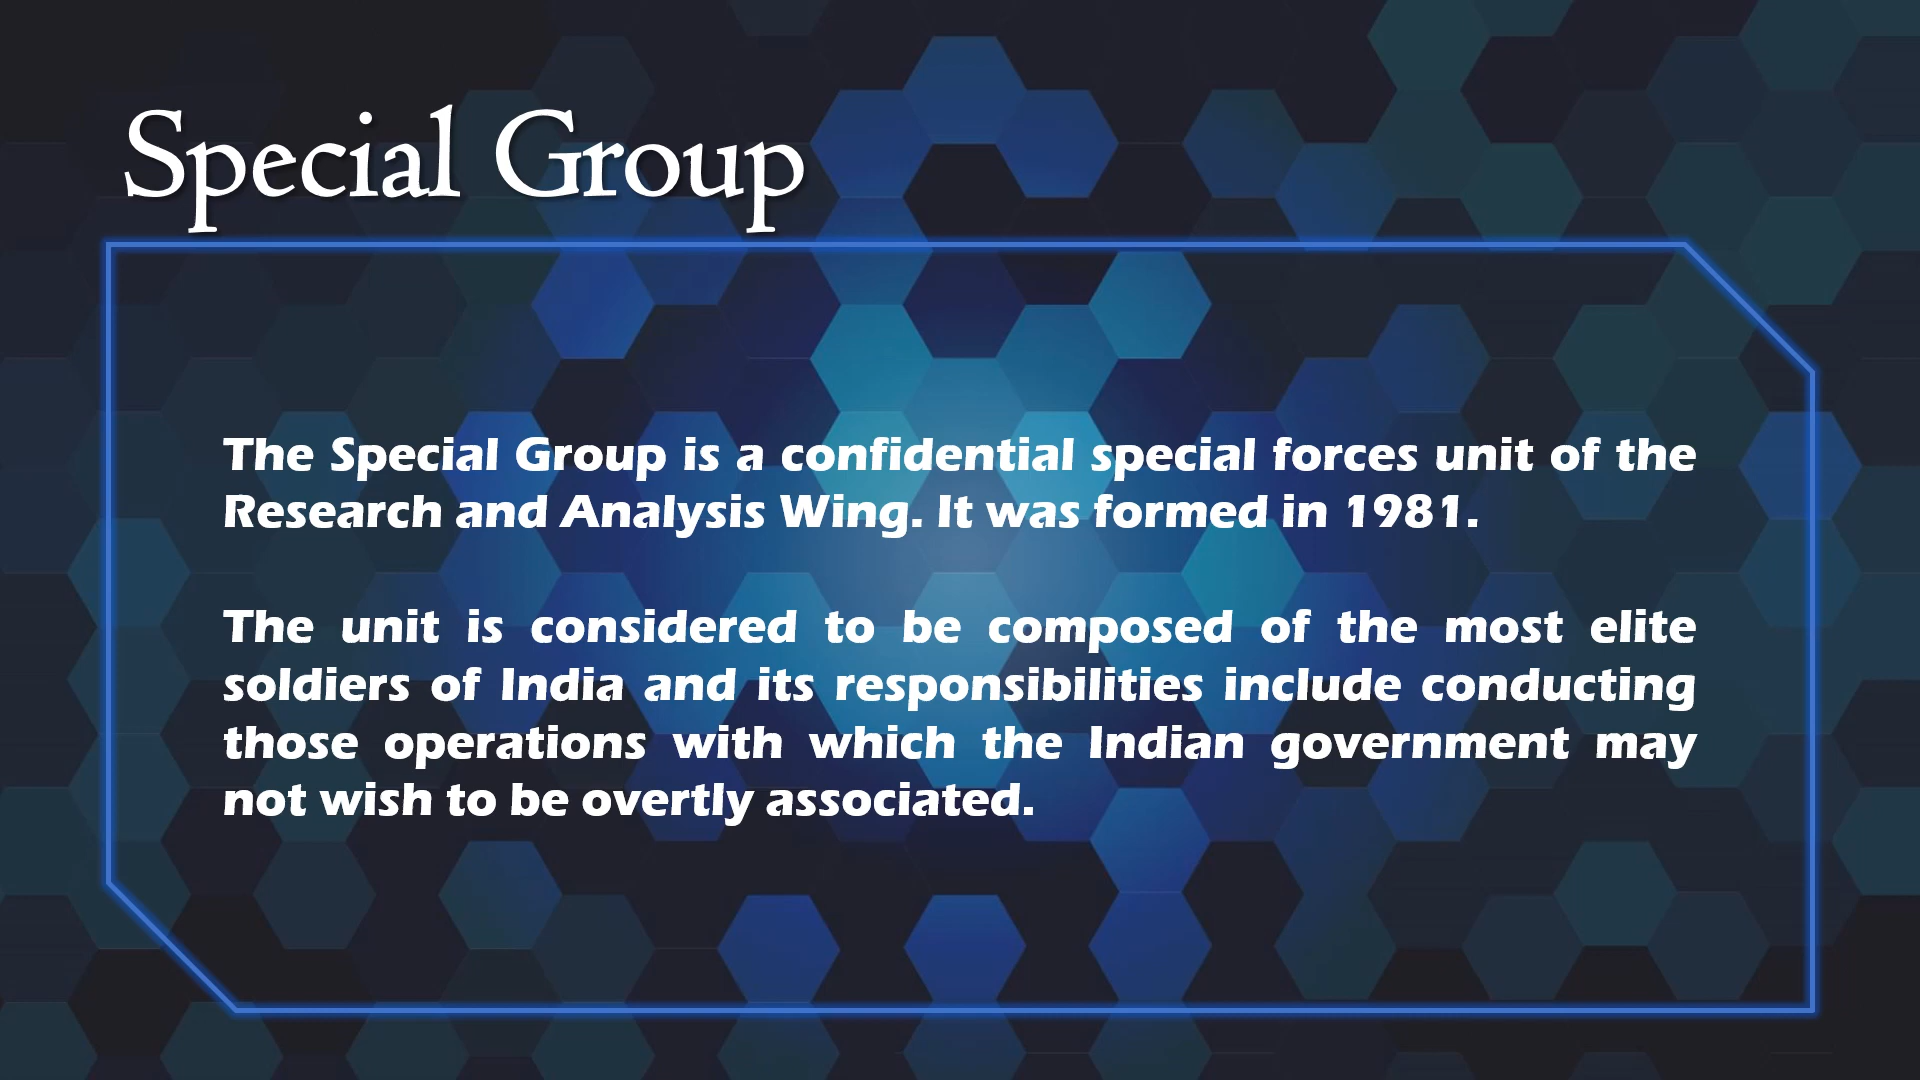 Special Group
The Special Group is a confidential special forces unit of the
Research and Analysis Wing. It was formed in 1981.
The unit is considered to be composed of the most elite
soldiers of India and its responsibilities include conducting
those operations with which the Indian government may
not wish to be overtly associated.